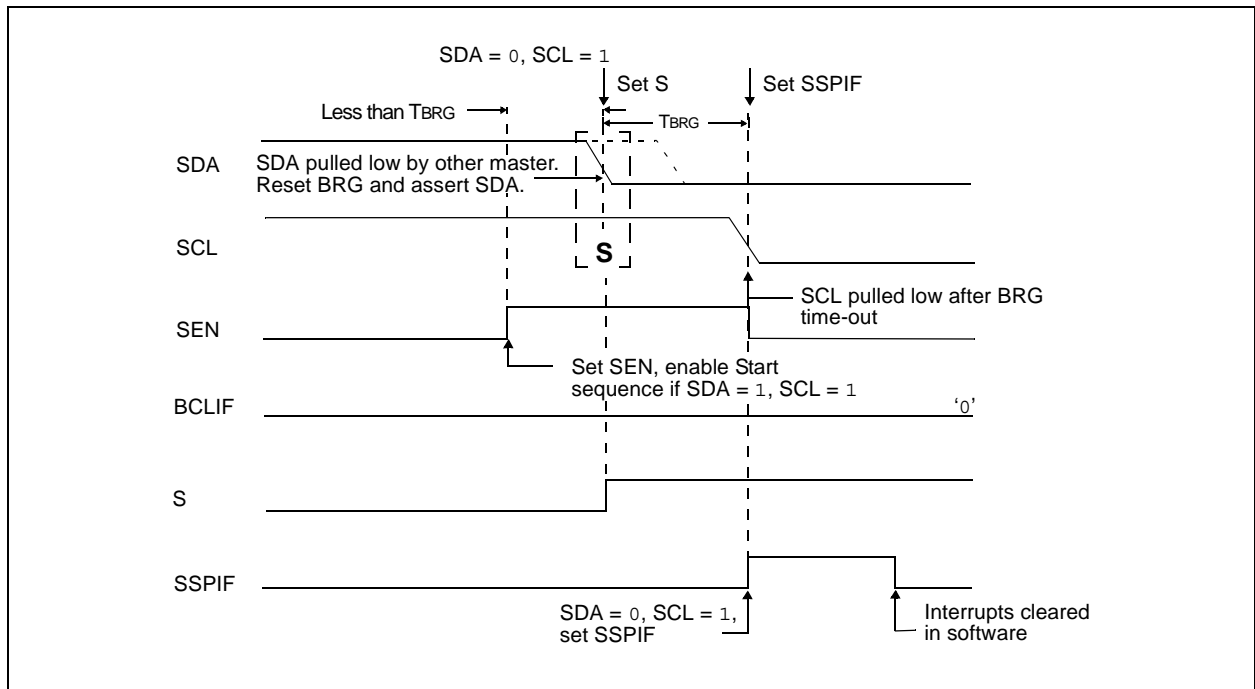 SDA = 0, SCL = 1
Set S
Set SSPIF
Less than TBRG
TBRG
SDA
SDA pulled low by other master.
Reset BRG and assert SDA.
SCL
S
SCL pulled low after BRG
time-out
SEN
Set SEN, enable Start
sequence if SDA = 1, SCL = 1
BCLIF
‘0’
S
SSPIF
SDA = 0, SCL = 1,
set SSPIF
Interrupts cleared
in software